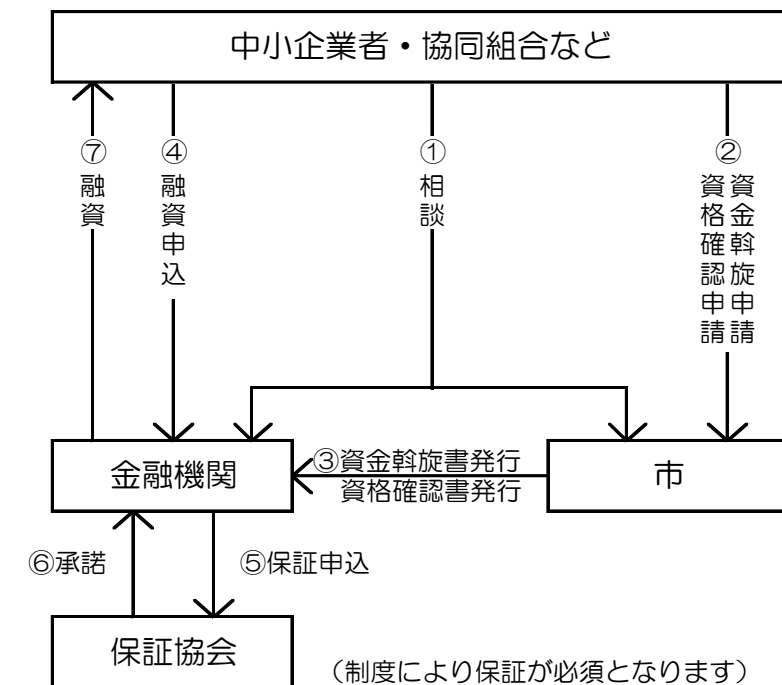 中小企業者・協同組合など
⑦融資
④融資申込
①相談
②資金斡旋申請
資格確認申請
金融機関
③資金斡旋書発行
資格確認書発行
市
⑥承諾
⑤保証申込
保証協会
（制度により保証が必須となります）